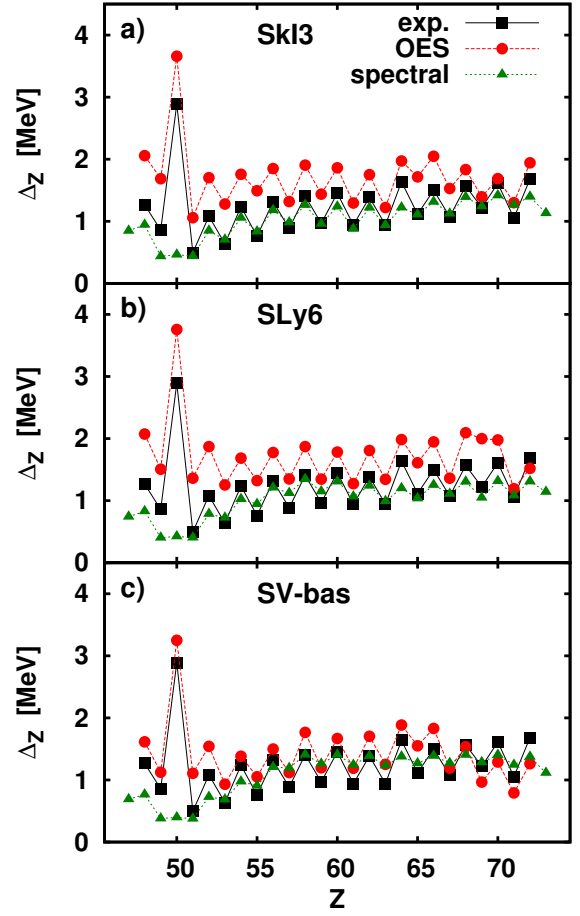 a) SkI3 exp.
OES
spectral
Δ_Z [MeV]
4
3
2
1
0
b) SLy6
Δ_Z [MeV]
4
3
2
1
0
c) SV-bas
Δ_Z [MeV]
4
3
2
1
0
50 55 60 65 70
Z